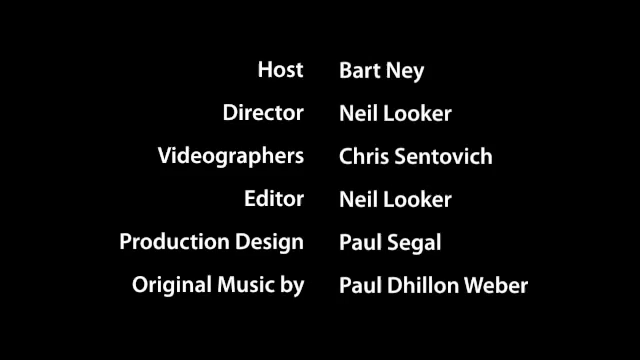 Host Bart Ney
Director Neil Looker
Videographers Chris Sentovich
Editor Neil Looker
Production Design Paul Segal
Original Music by Paul Dhillon Weber